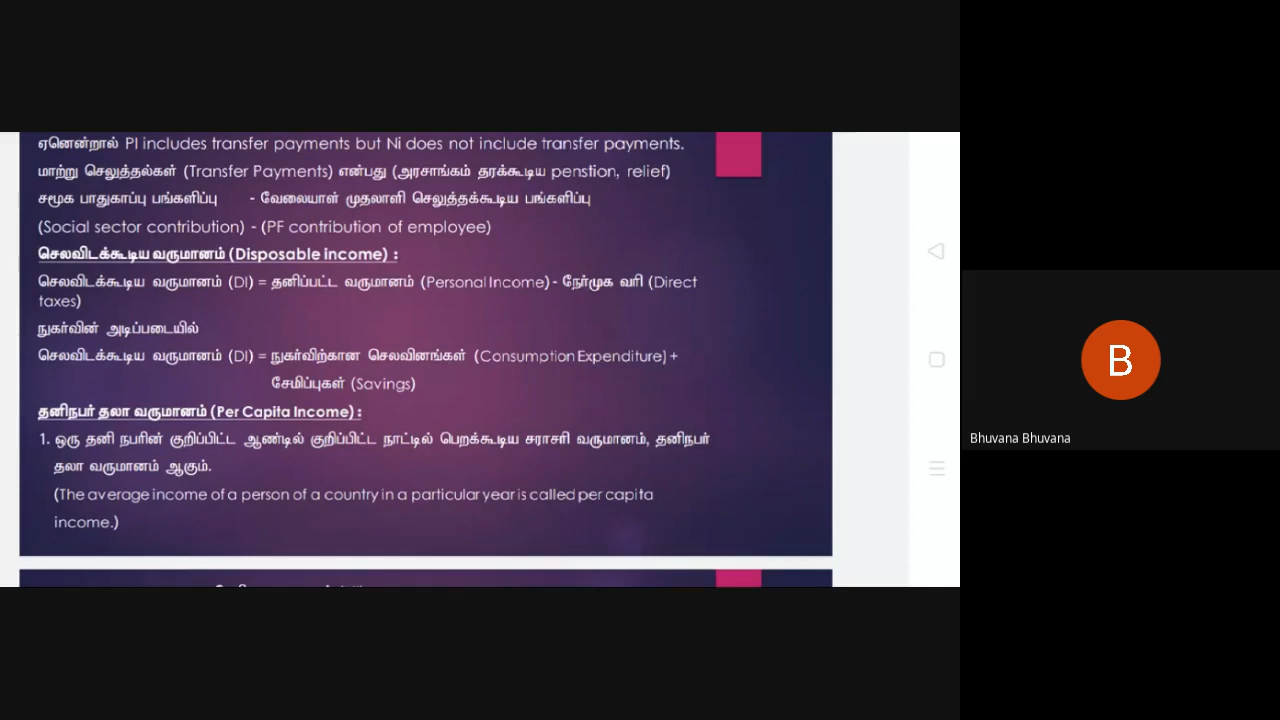 ஏனென்றால் PI includes transfer payments but Ni does not include transfer payments.
மாற்று செலுத்தல்கள் (Transfer Payments) என்பது (அரசாங்கம் தரக்கூடிய penstion, relief)
சமூக பாதுகாப்பு பங்களிப்பு - வேலையாள் முதலாளி செலுத்தக்கூடிய பங்களிப்பு
(Social sector contribution) - (PF contribution of employee)
செலவிடக்கூடிய வருமானம் (Disposable income) :
செலவிடக்கூடிய வருமானம் (DI) = தனிப்பட்ட வருமானம் (Personal Income) - நேர்முக வரி (Direct
taxes)
நுகர்வின் அடிப்படையில்
செலவிடக்கூடிய வருமானம் (DI) = நுகர்விற்கான செலவினங்கள் (Consumption Expenditure) +
சேமிப்புகள் (Savings)
தனிநபர் தலா வருமானம் (Per Capita Income) :
1. ஒரு தனி நபரின் குறிப்பிட்ட ஆண்டில் குறிப்பிட்ட நாட்டில் பெறக்கூடிய சராசரி வருமானம், தனிநபர்
தலா வருமானம் ஆகும்.
(The average income of a person of a country in a particular year is called per capita
income.)
B
Bhuvana Bhuvana